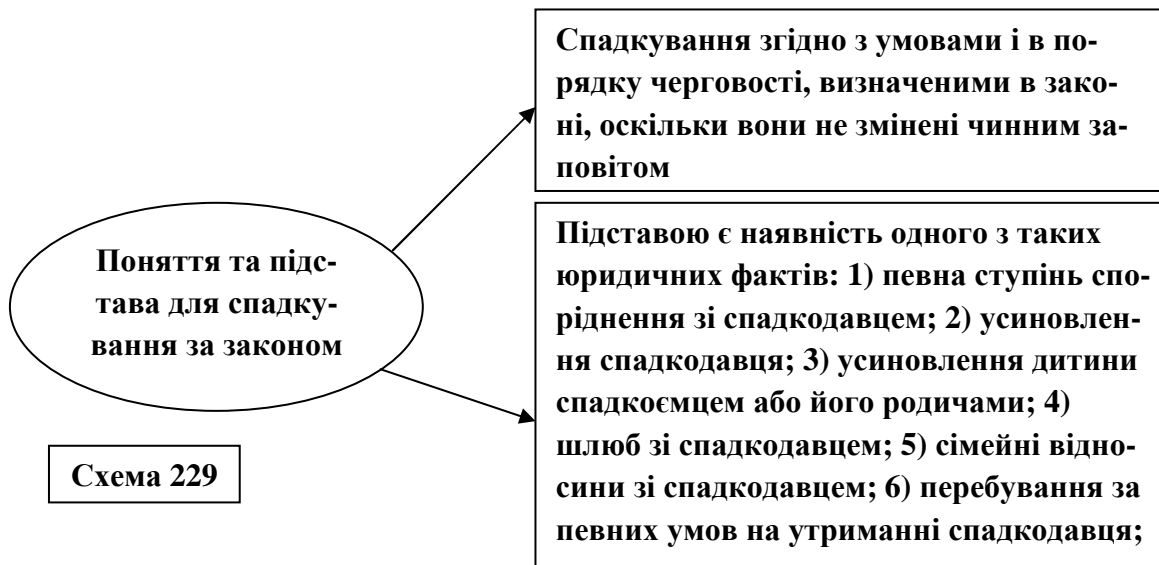 Спадкування згідно з умовами і в по-
рядку черговості, визначеними в зако-
ні, оскільки вони не змінені чинним за-
повітом
Поняття та підс-
тава для спадку-
вання за законом
Підставою є наявність одного з таких
юридичних фактів: 1) певна ступінь спо-
ріднення зі спадкодавцем; 2) усиновлен-
ня спадкодавця; 3) усиновлення дитини
спадкоємцем або його родичами; 4)
шлюб зі спадкодавцем; 5) сімейні відно-
сини зі спадкодавцем; 6) перебування за
певних умов на утриманні спадкодавця;
Схема 229